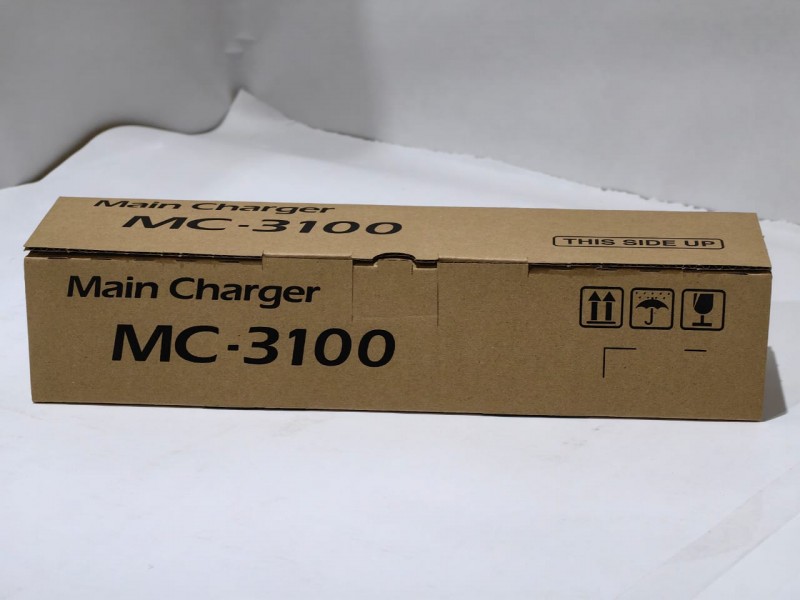 Main Charger
MC-3100
THIS SIDE UP
Main Charger
MC-3100